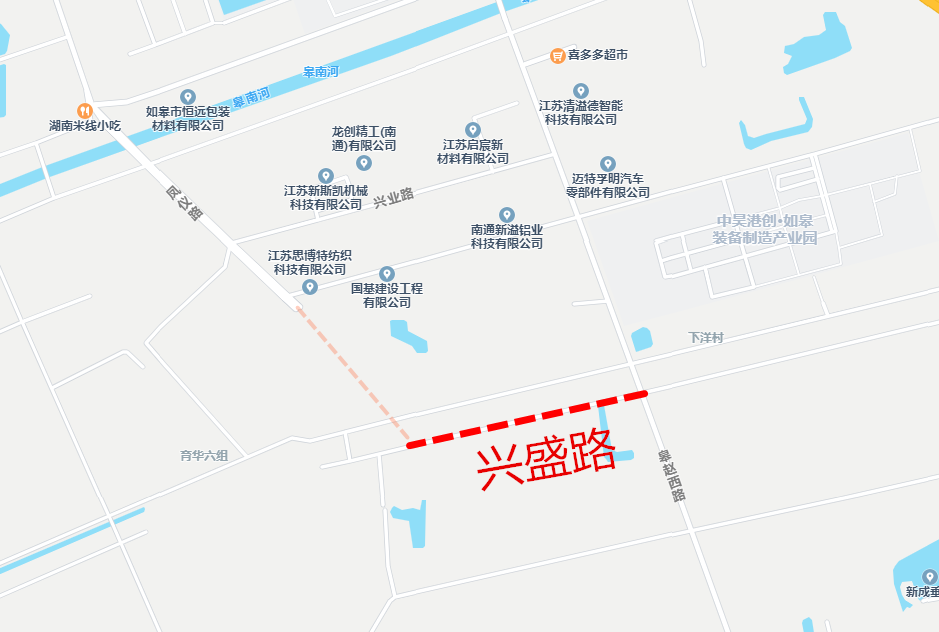 喜多多超市
皋南河
皋南河
湖南米线小吃
如皋市恒远包装
材料有限公司
江苏清溢德智能
科技有限公司
龙创精工(南
通)有限公司
江苏启宸新
材料有限公司
迈特孚明汽车
零部件有限公司
江苏新斯凯机械
科技有限公司
兴业路
凤仪路
南通新溢铝业
科技有限公司
中昊港创·如皋
装备制造产业园
江苏思博特纺织
科技有限公司
国基建设工程
有限公司
下洋村
兴盛路
育华六组
皋赵西路
新成垂